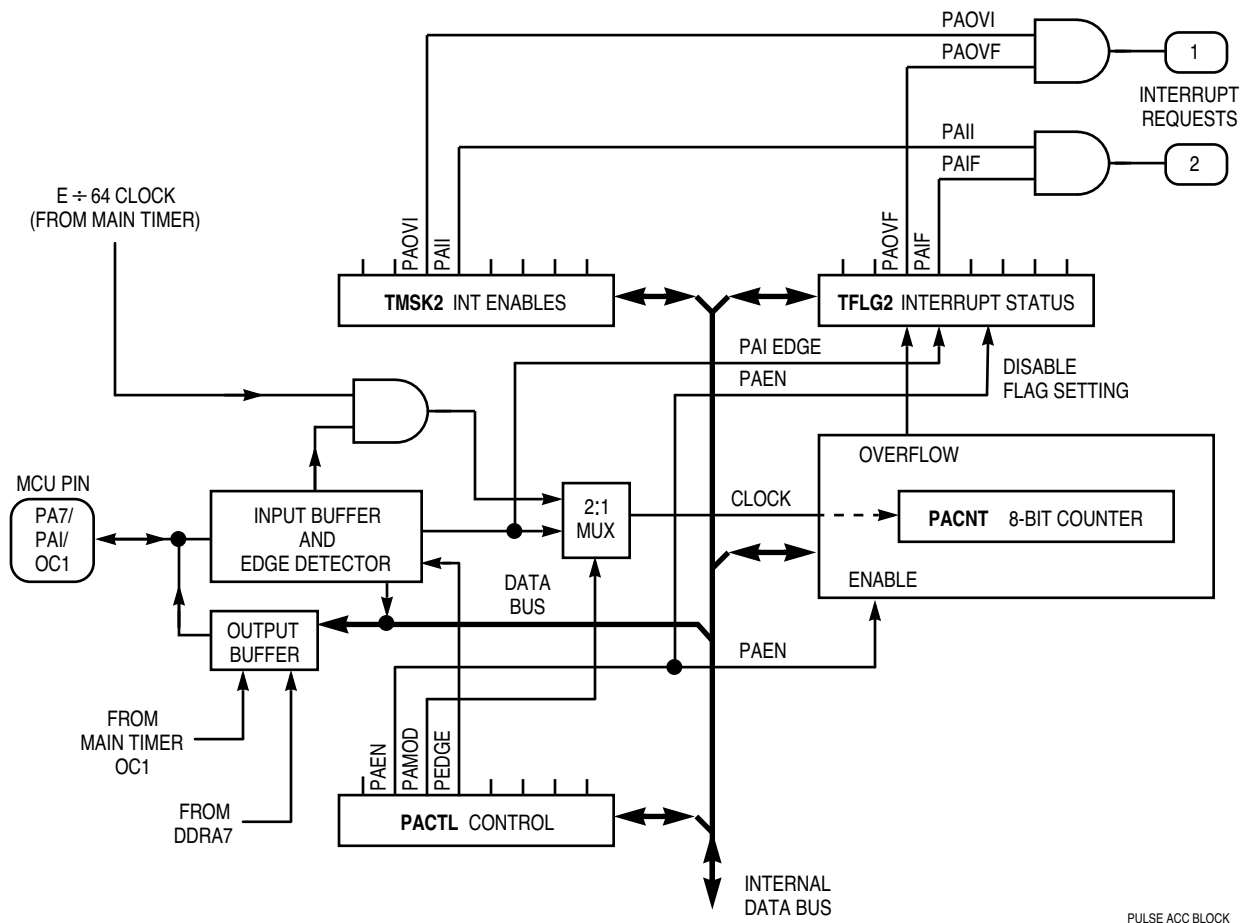 PAOVI
PAOVF
1
INTERRUPT
REQUESTS
PAII
PAIF
2
E ÷ 64 CLOCK
(FROM MAIN TIMER)
PAOVI
PAII
PAOVF
PAIF
TMSK2 INT ENABLES
TFLG2 INTERRUPT STATUS
PAI EDGE
PAEN
DISABLE
FLAG SETTING
OVERFLOW
MCU PIN
PA7/
PAI/
OC1
INPUT BUFFER
AND
EDGE DETECTOR
2:1
MUX
CLOCK
PACNT 8-BIT COUNTER
ENABLE
DATA
BUS
OUTPUT
BUFFER
PAEN
FROM
MAIN TIMER
OC1
FROM
DDRA7
PAEN
PAMOD
PEDGE
PACTL CONTROL
INTERNAL
DATA BUS
PULSE ACC BLOCK